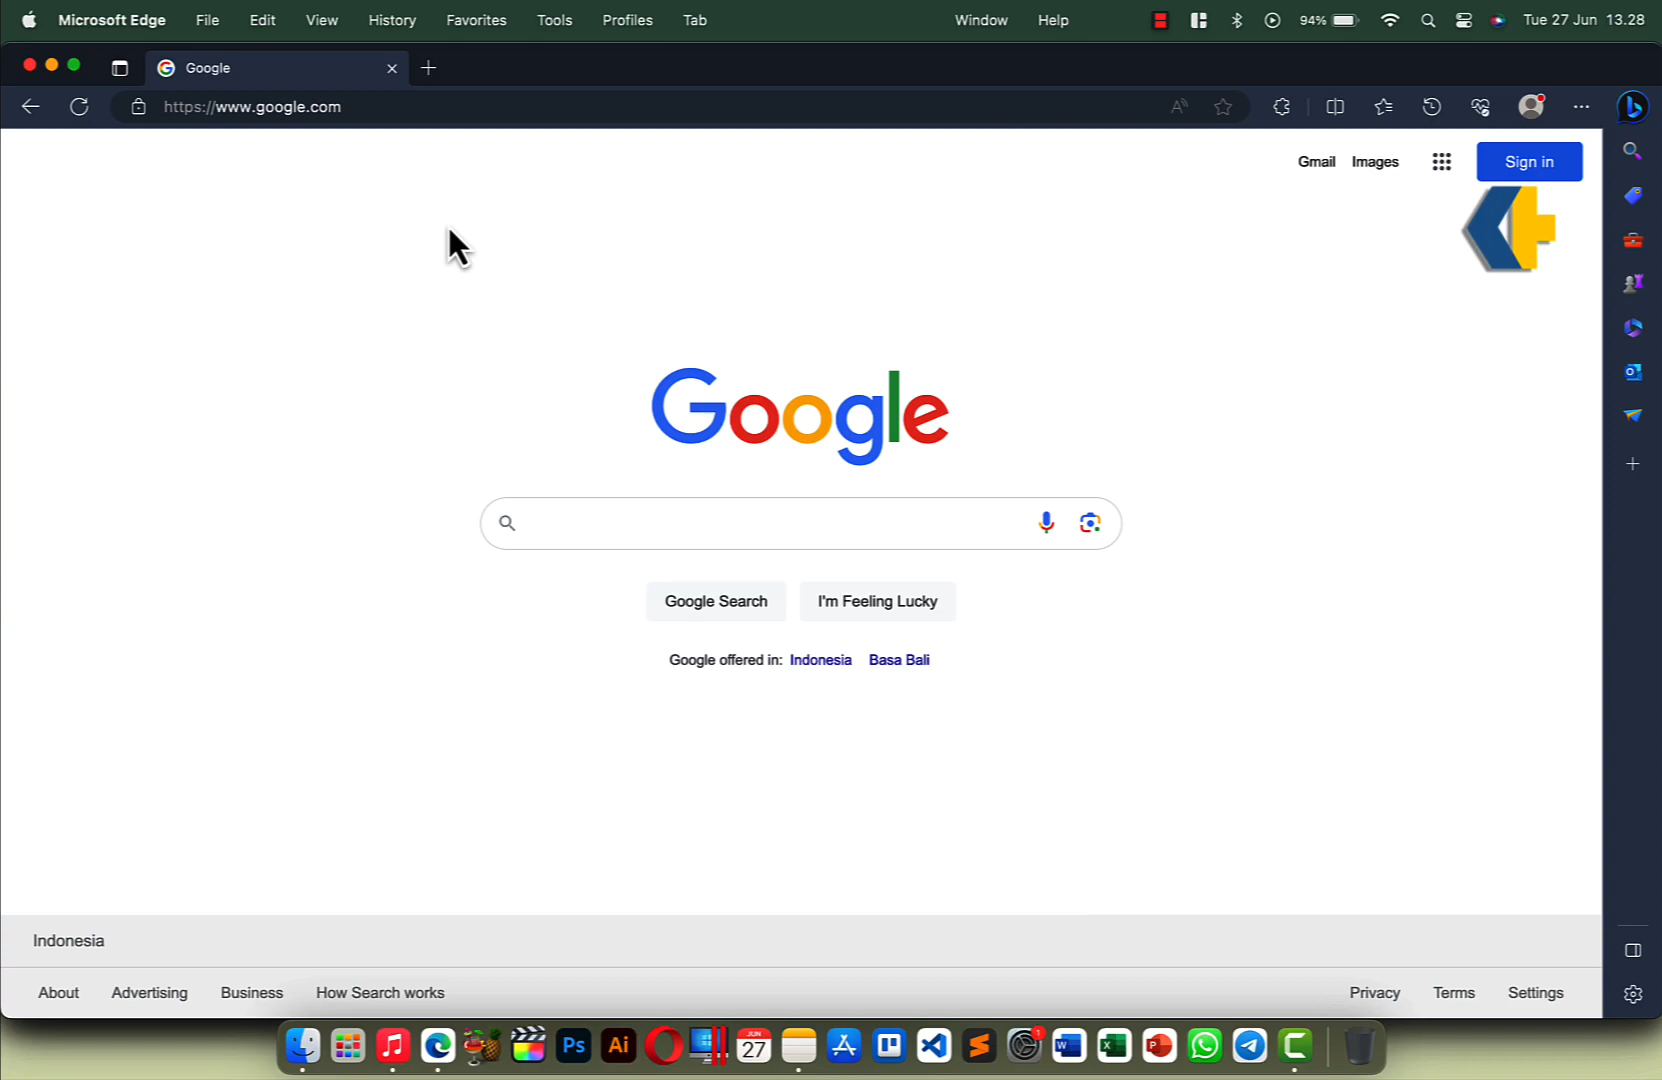 Microsoft Edge File Edit View History Favorites Tools Profiles Tab Window Help 94% Tue 27 Jun 13.28
Google
https://www.google.com
Gmail Images Sign in
Google
Google Search I'm Feeling Lucky
Google offered in: Indonesia Basa Bali
Indonesia
About Advertising Business How Search works Privacy Terms Settings
Ps Ai JUN 27 1 W X P C